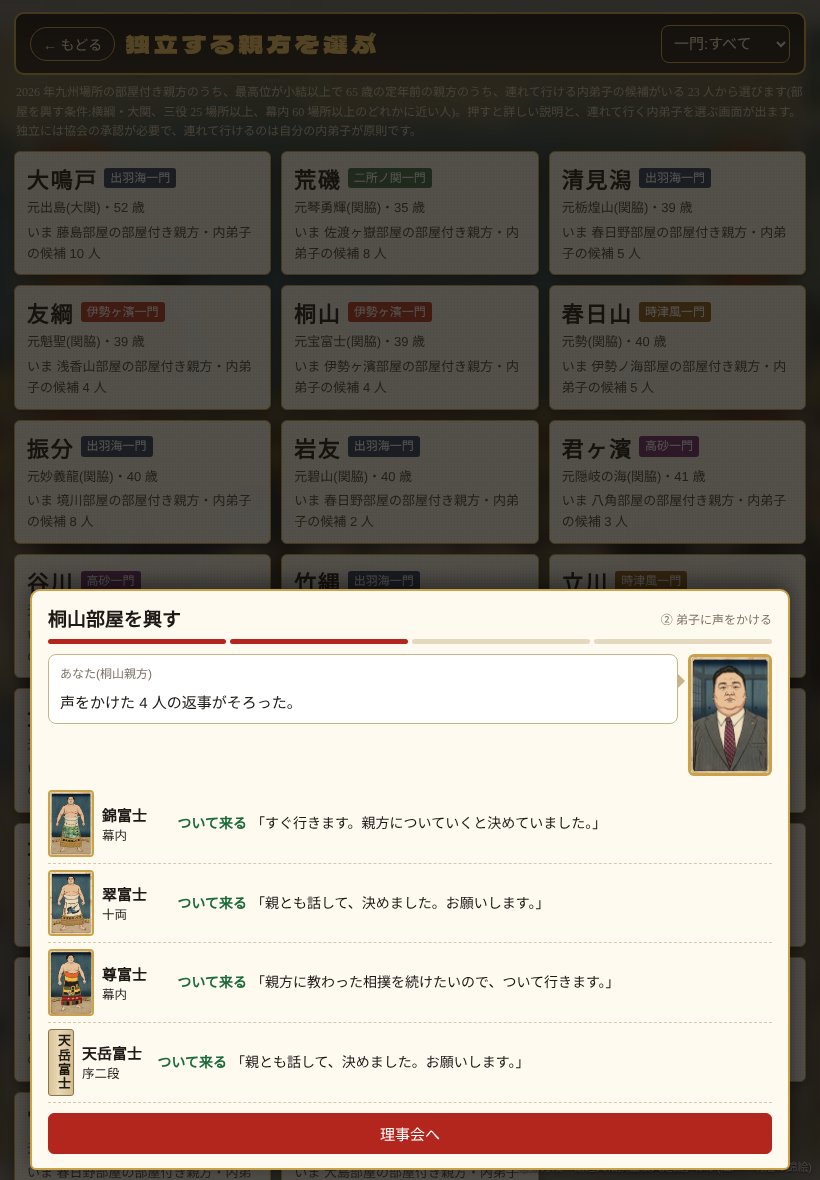 ← もどる
独立する親方を選ぶ
一門:すべて
2026 年九州場所の部屋付き親方のうち、最高位が小結以上で 65 歳の定年前の親方のうち、連れて行ける内弟子の候補がいる 23 人から選びます(部
屋を興す条件:横綱・大関、三役 25 場所以上、幕内 60 場所以上のどれかに近い人)。押すと詳しい説明と、連れて行く内弟子を選ぶ画面が出ます。
独立には協会の承認が必要で、連れて行けるのは自分の内弟子が原則です。
大鳴戸 出羽海一門
元出島(大関)・52 歳
いま 藤島部屋の部屋付き親方・内弟子
の候補 10 人
荒磯 二所ノ関一門
元琴勇輝(関脇)・35 歳
いま 佐渡ヶ嶽部屋の部屋付き親方・内
弟子の候補 8 人
清見潟 出羽海一門
元栃煌山(関脇)・39 歳
いま 春日野部屋の部屋付き親方・内弟
子の候補 5 人
友綱 伊勢ヶ濱一門
元魁聖(関脇)・39 歳
いま 浅香山部屋の部屋付き親方・内弟
子の候補 4 人
桐山 伊勢ヶ濱一門
元宝富士(関脇)・39 歳
いま 伊勢ヶ濱部屋の部屋付き親方・内
弟子の候補 4 人
春日山 時津風一門
元勢(関脇)・40 歳
いま 伊勢ノ海部屋の部屋付き親方・内
弟子の候補 5 人
振分 出羽海一門
元妙義龍(関脇)・40 歳
いま 境川部屋の部屋付き親方・内弟子
の候補 8 人
岩友 出羽海一門
元碧山(関脇)・40 歳
いま 春日野部屋の部屋付き親方・内弟
子の候補 2 人
君ヶ濱 高砂一門
元隠岐の海(関脇)・41 歳
いま 八角部屋の部屋付き親方・内弟子
の候補 3 人
谷川 高砂一門
竹縄 出羽海一門
立川 時津風一門
桐山部屋を興す
② 弟子に声をかける
あなた(桐山親方)
声をかけた 4 人の返事がそろった。
錦富士
幕内
ついて来る 「すぐ行きます。親方についていくと決めていました。」
翠富士
十両
ついて来る 「親とも話して、決めました。お願いします。」
尊富士
幕内
ついて来る 「親方に教わった相撲を続けたいので、ついて行きます。」
天岳富士
天岳富士
序二段
ついて来る 「親とも話して、決めました。お願いします。」
理事会へ